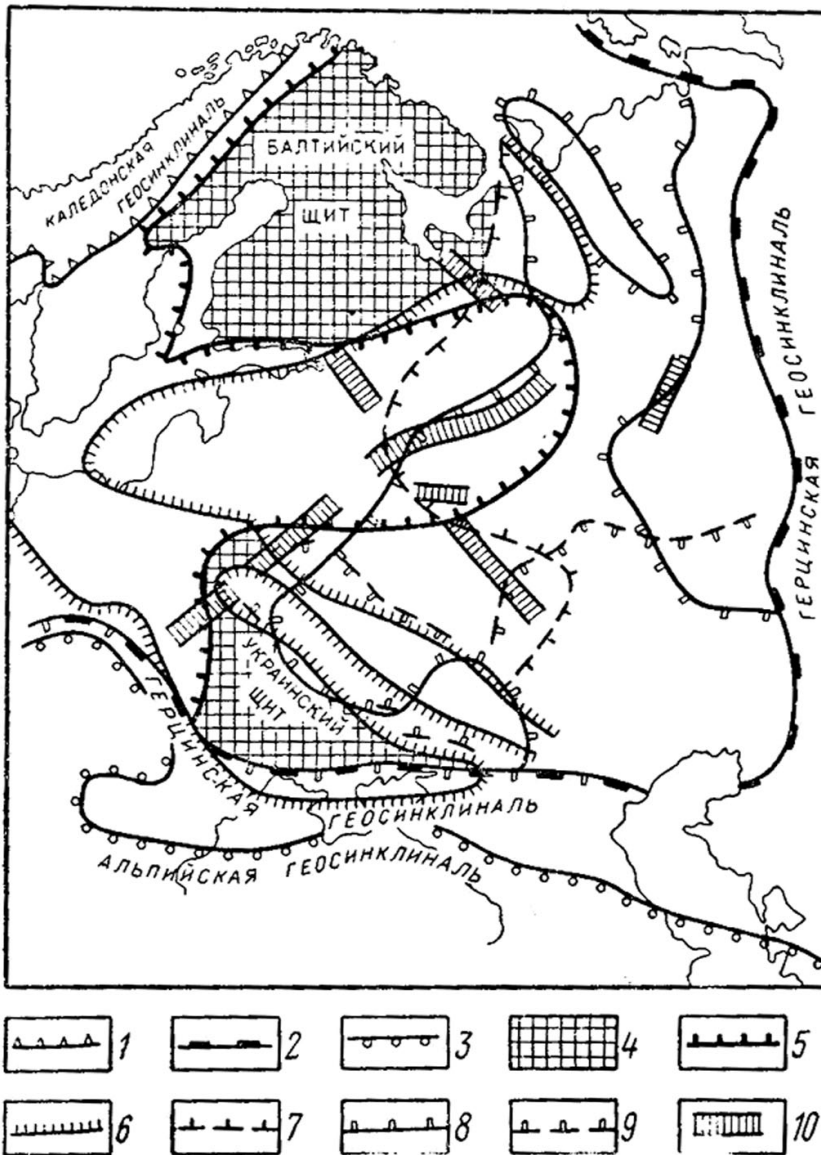 КАЛЕДОНСКАЯ
ГЕОСИНКЛИНАЛЬ
БАЛТИЙСКИЙ
ЩИТ
ГЕРЦИНСКАЯ ГЕОСИНКЛИНАЛЬ
УКРАИНСКИЙ
ЩИТ
ГЕРЦИНСКАЯ
ГЕОСИНКЛИНАЛЬ
АЛЬПИЙСКАЯ ГЕОСИНКЛИНАЛЬ
1 2 3 4 5
6 7 8 9 10